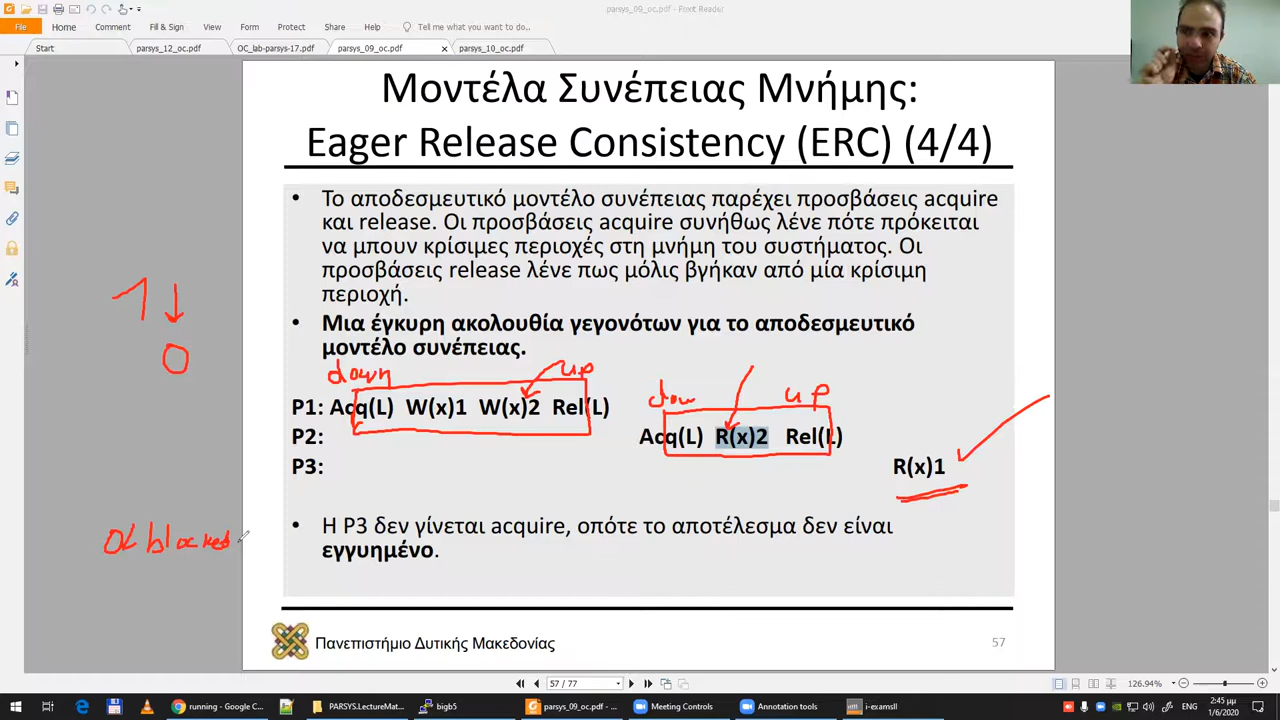 parsys_09_oc.pdf - Foxit Reader
File Home Comment Fill & Sign View Form Protect Share Help Tell me what you want to do..
Start parsys_12_oc.pdf OC_lab-parsys-17.pdf parsys_09_oc.pdf parsys_10_oc.pdf
Μοντέλα Συνέπειας Μνήμης:
Eager Release Consistency (ERC) (4/4)
• Το αποδεσμευτικό μοντέλο συνέπειας παρέχει προσβάσεις acquire
και release. Οι προσβάσεις acquire συνήθως λένε πότε πρόκειται
να μπουν κρίσιμες περιοχές στη μνήμη του συστήματος. Οι
προσβάσεις release λένε πως μόλις βγήκαν από μία κρίσιμη
περιοχή.
• Μια έγκυρη ακολουθία γεγονότων για το αποδεσμευτικό
μοντέλο συνέπειας.
down up
dow up
P1: Acq(L) W(x)1 W(x)2 Rel(L)
P2: Acq(L) R(x)2 Rel(L)
P3: R(x)1
1
0
blocked
• Η P3 δεν γίνεται acquire, οπότε το αποτέλεσμα δεν είναι
εγγυημένο.
Πανεπιστήμιο Δυτικής Μακεδονίας
57
57 / 77
126.94%
running - Google C... PARSYS.LectureMat... bigb5 parsys_09_oc.pdf - ... Meeting Controls Annotation tools i-examsII
2:45 μμ
1/6/2020